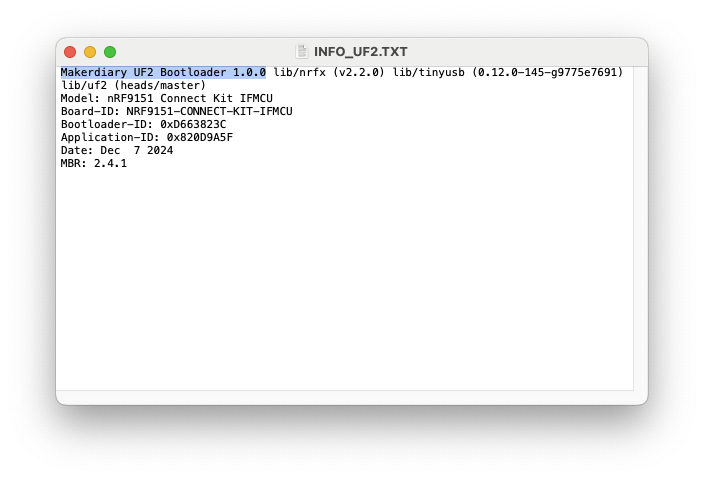 INFO_UF2.TXT
Makerdiary UF2 Bootloader 1.0.0 lib/nrfx (v2.2.0) lib/tinyusb (0.12.0-145-g9775e7691)
lib/uf2 (heads/master)
Model: nRF9151 Connect Kit IFMCU
Board-ID: NRF9151-CONNECT-KIT-IFMCU
Bootloader-ID: 0xD663823C
Application-ID: 0x820D9A5F
Date: Dec  7 2024
MBR: 2.4.1